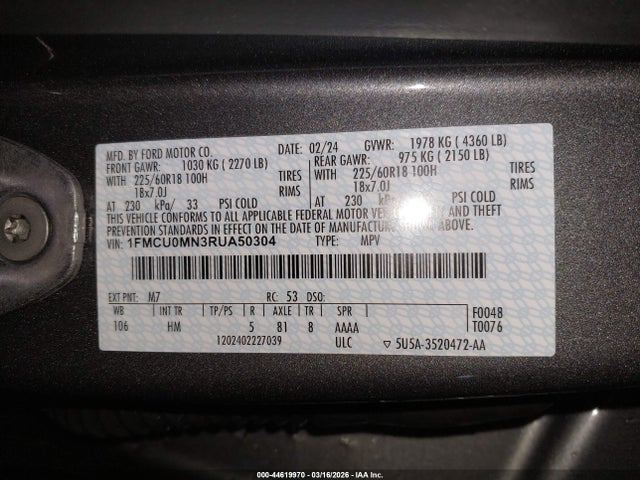 MFD. BY FORD MOTOR CO.
DATE: 02/24 GVWR: 1978 KG ( 4360 LB)
FRONT GAWR: 1030 KG ( 2270 LB) REAR GAWR: 975 KG ( 2150 LB)
WITH 225/60R18 100H TIRES WITH 225/60R18 100H TIRES
18x7.0J RIMS 18x7.0J RIMS
AT 230 kPa/ 33 PSI COLD AT 230 kPa/ PSI COLD
THIS VEHICLE CONFORMS TO ALL APPLICABLE FEDERAL MOTOR VEHICLE AND THEFT
PREVENTION STANDARDS IN EFFECT ON THE DATE OF MANUFACTURE
VIN: 1FMCU0MN3RUA50304 TYPE: MPV
EXT PNT: M7 RC: 53 DSO:
WB INT TR TP/PS R AXLE TR SPR F0048
106 HM 5 81 8 AAAA T0076
1202402227039 ULC ▽ 5U5A-3520472-AA
000-44619970 - 03/16/2026 - IAA Inc.